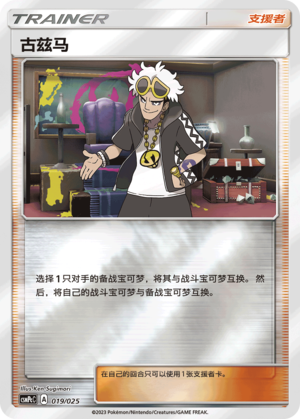 TRAINER 支援者
古兹马
选择1只对手的备战宝可梦，将其与战斗宝可梦互换。然
后，将自己的战斗宝可梦与备战宝可梦互换。
Illus. Ken Sugimori
在自己的回合只可以使用1张支援者卡。
A 019/025
©2023 Pokémon/Nintendo/Creatures/GAME FREAK.